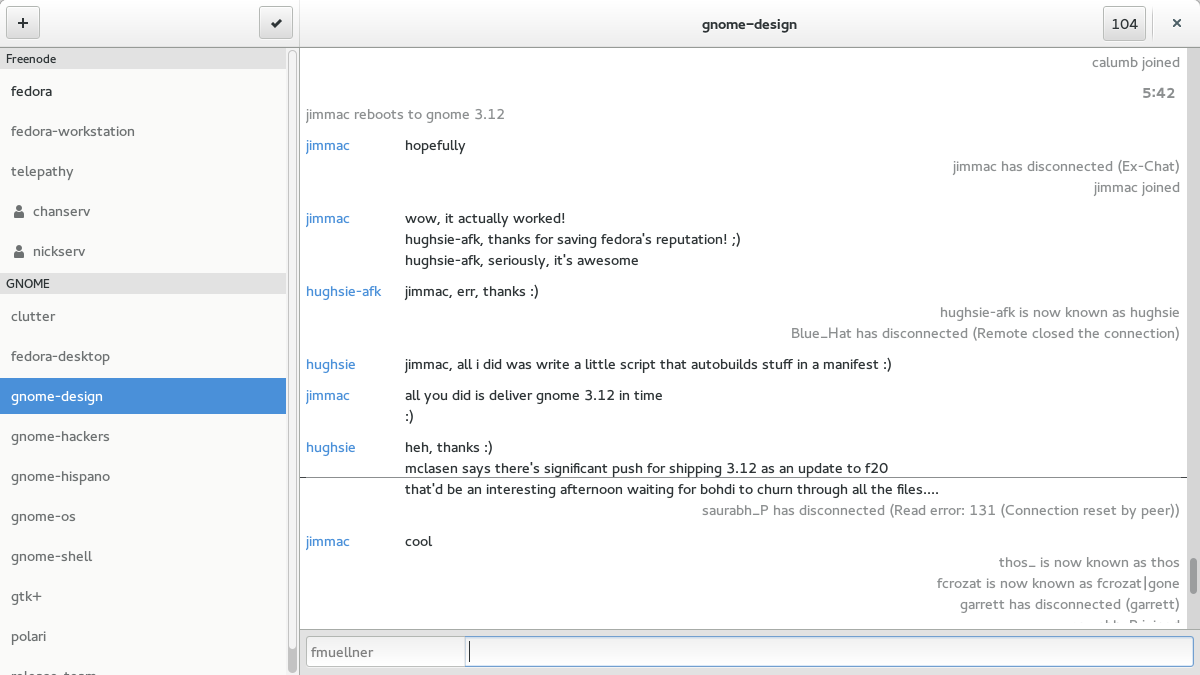 +
gnome-design
104
Freenode
fedora
fedora-workstation
telepathy
chanserv
nickserv
GNOME
clutter
fedora-desktop
gnome-design
gnome-hackers
gnome-hispano
gnome-os
gnome-shell
gtk+
polari
calumb joined
5:42
jimmac reboots to gnome 3.12
jimmac hopefully
jimmac has disconnected (Ex-Chat)
jimmac joined
jimmac wow, it actually worked!
hughsie-afk, thanks for saving fedora's reputation! ;)
hughsie-afk, seriously, it's awesome
hughsie-afk jimmac, err, thanks :)
hughsie-afk is now known as hughsie
Blue_Hat has disconnected (Remote closed the connection)
hughsie jimmac, all i did was write a little script that autobuilds stuff in a manifest :)
jimmac all you did is deliver gnome 3.12 in time
:)
hughsie heh, thanks :)
mclasen says there's significant push for shipping 3.12 as an update to f20
that'd be an interesting afternoon waiting for bohdi to churn through all the files....
saurabh_P has disconnected (Read error: 131 (Connection reset by peer))
jimmac cool
thos_ is now known as thos
fcrozat is now known as fcrozat|gone
garrett has disconnected (garrett)
fmuellner